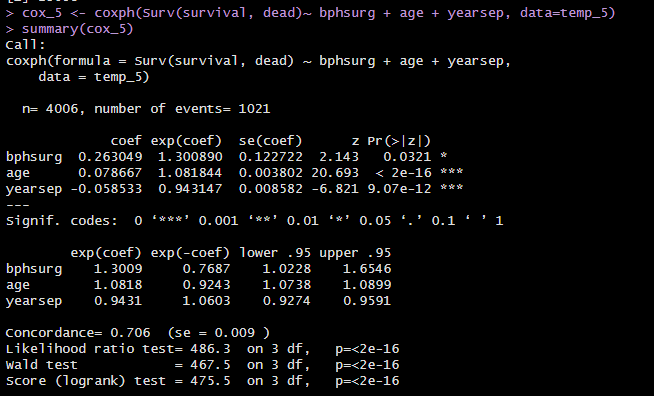 > cox_5 <- coxph(Surv(survival, dead)~ bphsurg + age + yearsep, data=temp_5)
> summary(cox_5)
Call:
coxph(formula = Surv(survival, dead) ~ bphsurg + age + yearsep,
    data = temp_5)

  n= 4006, number of events= 1021

             coef exp(coef)  se(coef)      z Pr(>|z|)
bphsurg  0.263049  1.300890  0.122722  2.143   0.0321 *
age      0.078667  1.081844  0.003802 20.693  < 2e-16 ***
yearsep -0.058533  0.943147  0.008582 -6.821 9.07e-12 ***
---
Signif. codes:  0 ‘***’ 0.001 ‘**’ 0.01 ‘*’ 0.05 ‘.’ 0.1 ‘ ’ 1

        exp(coef) exp(-coef) lower .95 upper .95
bphsurg    1.3009     0.7687    1.0228    1.6546
age        1.0818     0.9243    1.0738    1.0899
yearsep    0.9431     1.0603    0.9274    0.9591

Concordance= 0.706  (se = 0.009 )
Likelihood ratio test= 486.3  on 3 df,   p=<2e-16
Wald test            = 467.5  on 3 df,   p=<2e-16
Score (logrank) test = 475.5  on 3 df,   p=<2e-16